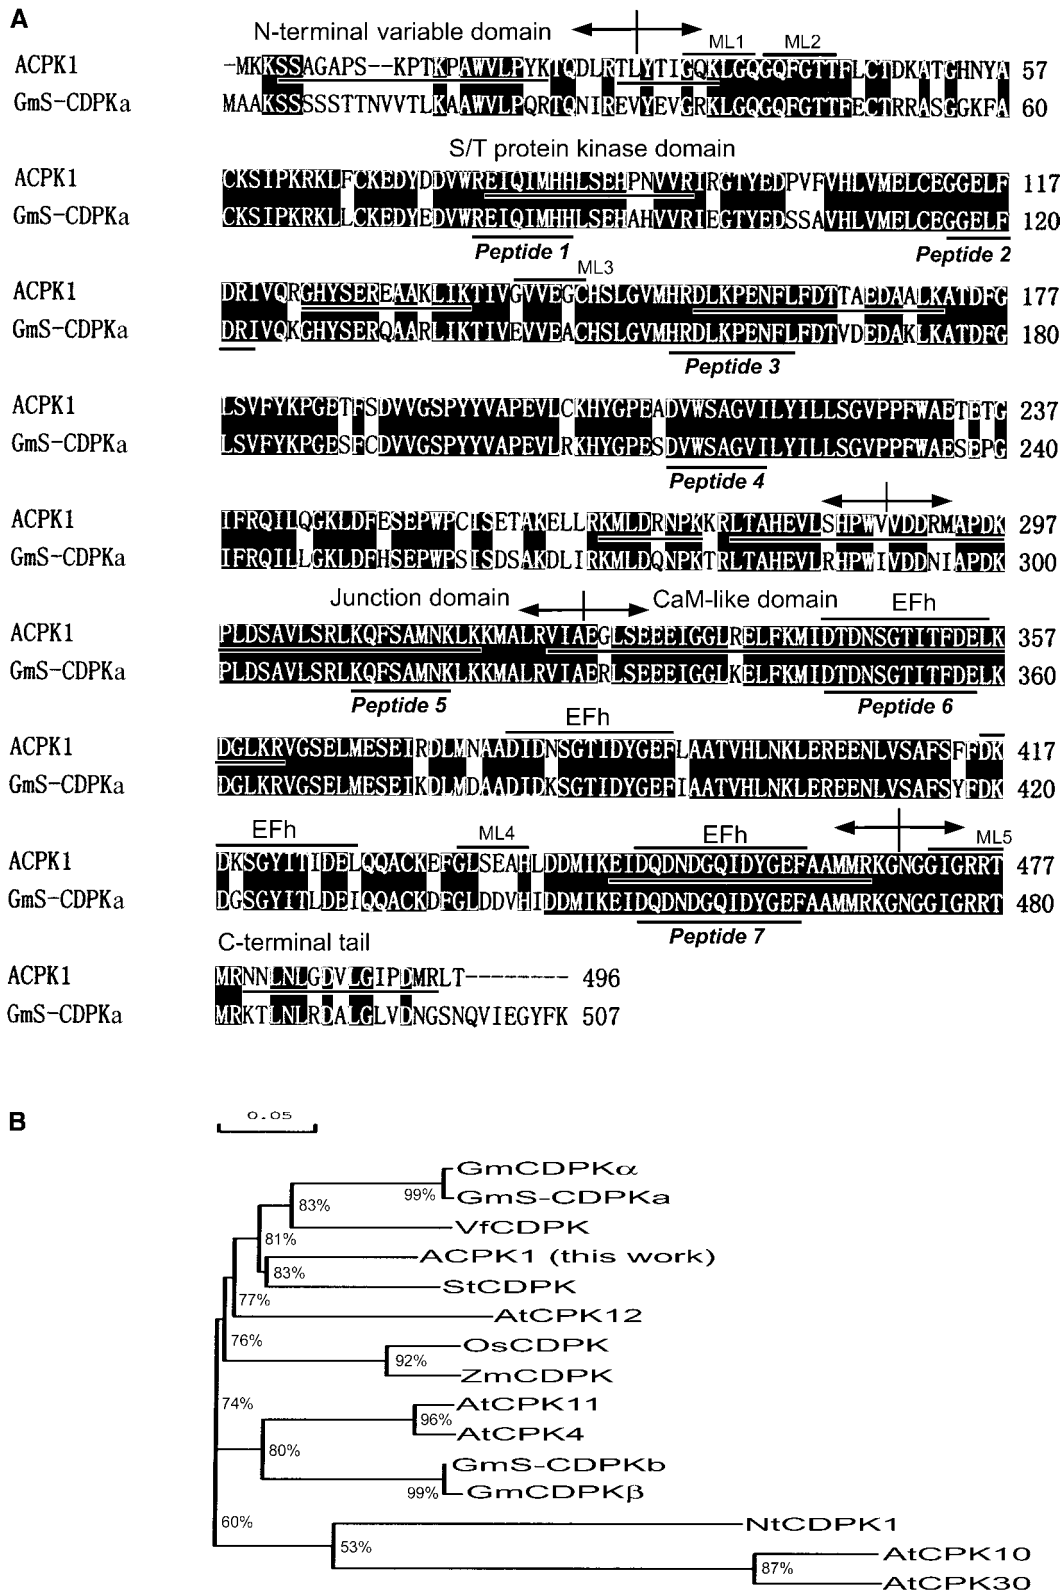 A
N-terminal variable domain
ML1 ML2
ACPK1 -MKKSSAGAPS--KPTKPAWVLPYKTQDLRTLYTIGQKLGQGQFGTTFLCTDKATGHNYA 57
GmS-CDPKa MAAKSSSSSTTNVVTLKAAWVLPQRTQNIREVYEVGRKLGQGQFGTTFECTRRASGGKFA 60
S/T protein kinase domain
ACPK1 CKSIPKRKLFCKEDYDDVWREIQIMHHLSEHPNVVRIRGTYEDPVFVHLVMELCEGGELF 117
GmS-CDPKa CKSIPKRKLLCKEDYEDVWREIQIMHHLSEHAHVVRIEGTYEDSSAVHLVMELCEGGELF 120
Peptide 1 Peptide 2
ML3
ACPK1 DRIVQRGHYSEREAAKLIKTIVGVVEGCHSLGVMHRDLKPENFLFDTTAEDAALKATDFG 177
GmS-CDPKa DRIVQKGHYSERQAARLIKTIVEVVEACHSLGVMHRDLKPENFLFDTVDEDAKLKATDFG 180
Peptide 3
ACPK1 LSVFYKPGETFSDVVGSPYYVAPEVLCKHYGPEADVWSAGVILYILLSGVPPFWAETETG 237
GmS-CDPKa LSVFYKPGESFCDVVGSPYYVAPEVLRKHYGPESDVWSAGVILYILLSGVPPFWAESEPG 240
Peptide 4
ACPK1 IFRQILQGKLDFESEPWPCISETAKELLRKMLDRNPKKRLTAHEVLSHPWVVDDRMAPDK 297
GmS-CDPKa IFRQILLGKLDFHSEPWPSISDSAKDLIRKMLDQNPKTRLTAHEVLRHPWIVDDNIAPDK 300
Junction domain CaM-like domain EFh
ACPK1 PLDSAVLSRLKQFSAMNKLKKMALRVIAEGLSEEEIGGLRELFKMIDTDNSGTITFDELK 357
GmS-CDPKa PLDSAVLSRLKQFSAMNKLKKMALRVIAERLSEEEIGGLKELFKMIDTDNSGTITFDELK 360
Peptide 5 Peptide 6
EFh
ACPK1 DGLKRVGSELMESEIRDLMNAADIDNSGTIDYGEFLAATVHLNKLEREENLVSAFSFFDK 417
GmS-CDPKa DGLKRVGSELMESEIKDLMDAADIDKSGTIDYGEFIAATVHLNKLEREENLVSAFSYFDK 420
EFh ML4 EFh ML5
ACPK1 DKSGYITIDELQQACKEFGLSEAHLDDMIKEIDQDNDGQIDYGEFAAMMRKGNGGIGRRT 477
GmS-CDPKa DGSGYITLDEIQQACKDFGLDDVHIDDMIKEIDQDNDGQIDYGEFAAMMRKGNGGIGRRT 480
Peptide 7
C-terminal tail
ACPK1 MRNNLNLGDVLGIPDMRLT-------- 496
GmS-CDPKa MRKTLNLRDALGLVDNGSNQVIEGYFK 507
B
0.05
GmCDPKα
99% GmS-CDPKa
83%
VfCDPK
81%
ACPK1 (this work)
83%
StCDPK
77%
AtCPK12
76%
OsCDPK
92%
ZmCDPK
74%
AtCPK11
96%
AtCPK4
80%
GmS-CDPKb
99% GmCDPKβ
60%
NtCDPK1
53%
AtCPK10
87%
AtCPK30